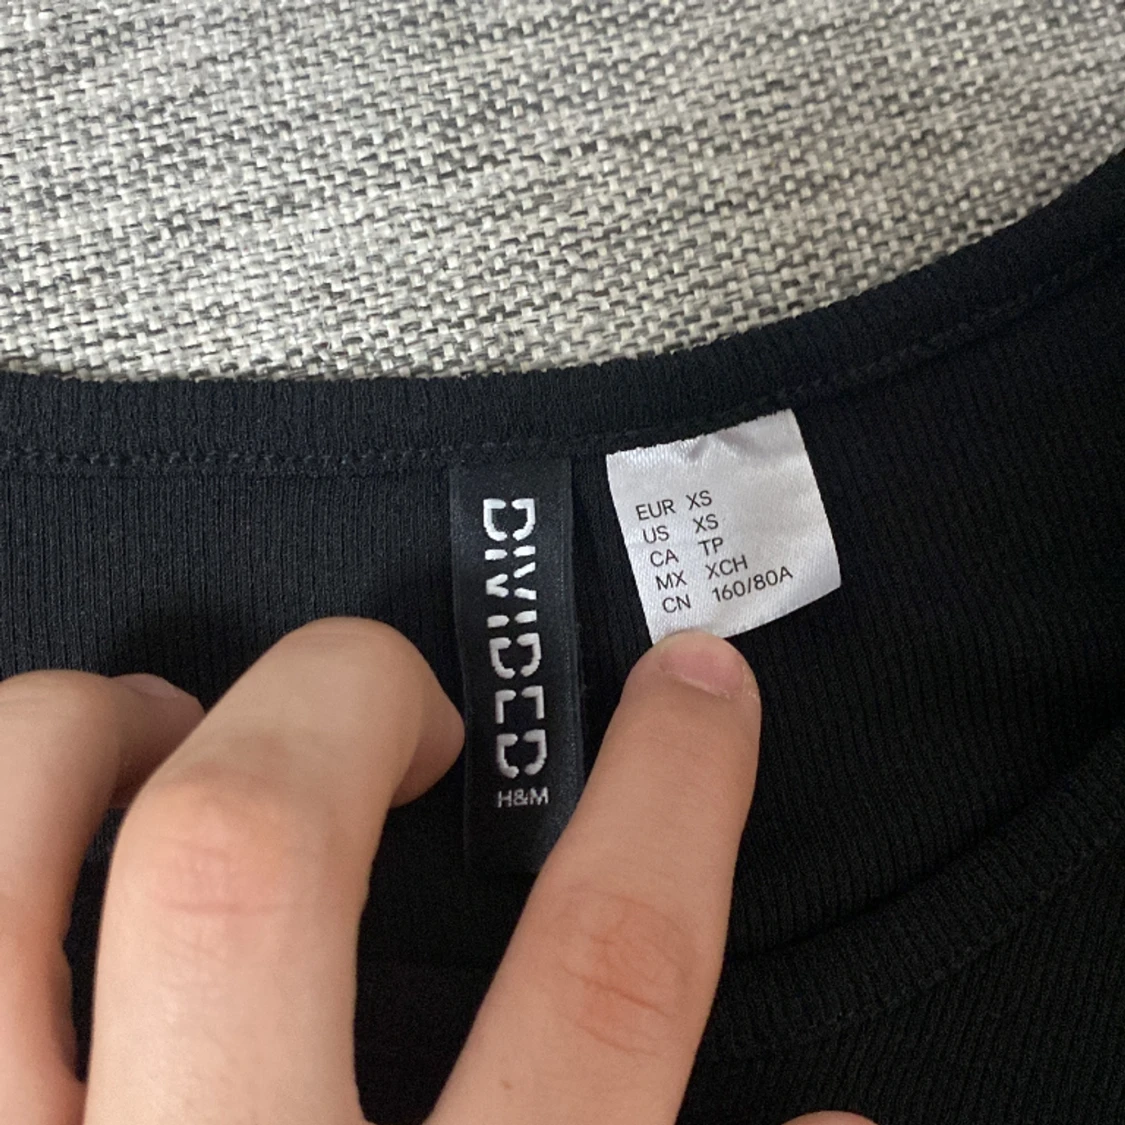 DIVIDED
H&M
EUR XS
US XS
CA TP
MX XCH
CN 160/80A